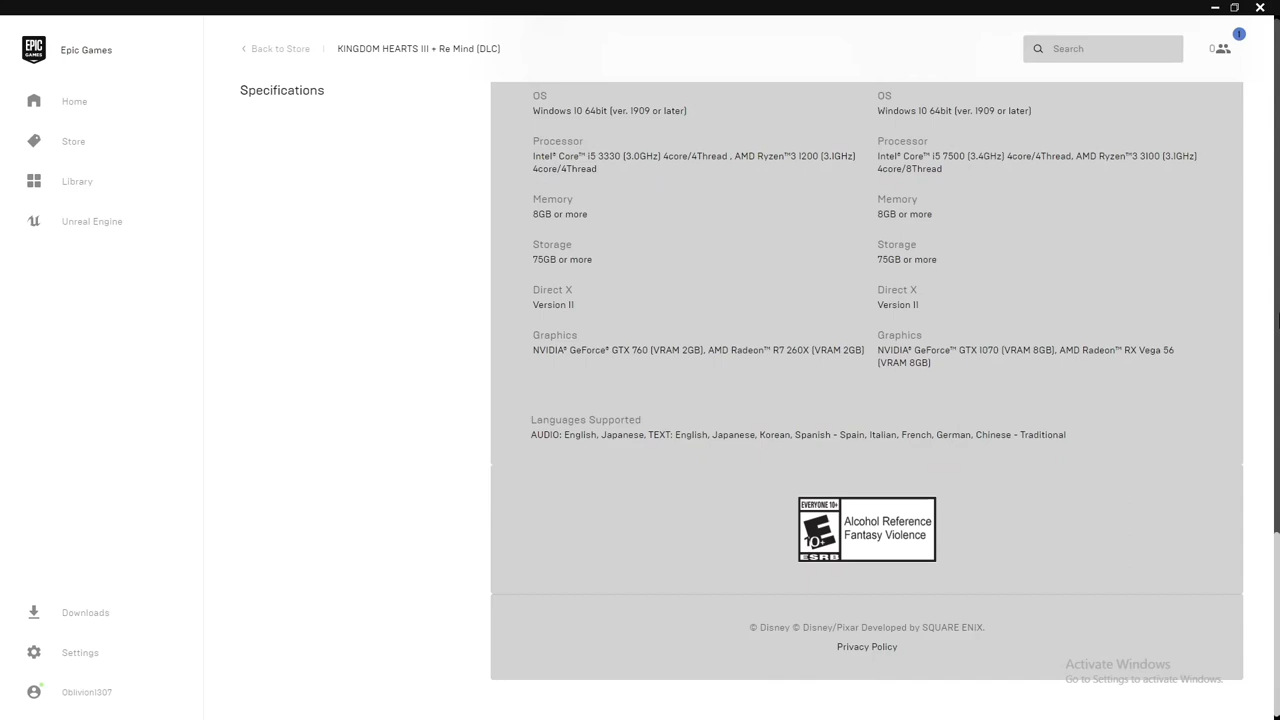 EPIC
GAMES
Epic Games
Back to Store
KINGDOM HEARTS III + Re Mind (DLC)
Search
0
1
Home
Store
Library
Unreal Engine
Downloads
Settings
Oblivion1307
Specifications
OS
Windows 10 64bit (ver. 1909 or later)
Processor
Intel® Core™ i5 3330 (3.0GHz) 4core/4Thread , AMD Ryzen™3 1200 (3.1GHz)
4core/4Thread
Memory
8GB or more
Storage
75GB or more
Direct X
Version 11
Graphics
NVIDIA® GeForce® GTX 760 (VRAM 2GB), AMD Radeon™ R7 260X (VRAM 2GB)
OS
Windows 10 64bit (ver. 1909 or later)
Processor
Intel® Core™ i5 7500 (3.4GHz) 4core/4Thread, AMD Ryzen™3 3100 (3.1GHz)
4core/8Thread
Memory
8GB or more
Storage
75GB or more
Direct X
Version 11
Graphics
NVIDIA® GeForce™ GTX 1070 (VRAM 8GB), AMD Radeon™ RX Vega 56
(VRAM 8GB)
Languages Supported
AUDIO: English, Japanese, TEXT: English, Japanese, Korean, Spanish - Spain, Italian, French, German, Chinese - Traditional
EVERYONE 10+
E
10+
ESRB
Alcohol Reference
Fantasy Violence
© Disney © Disney/Pixar Developed by SQUARE ENIX.
Privacy Policy
Activate Windows
Go to Settings to activate Windows.